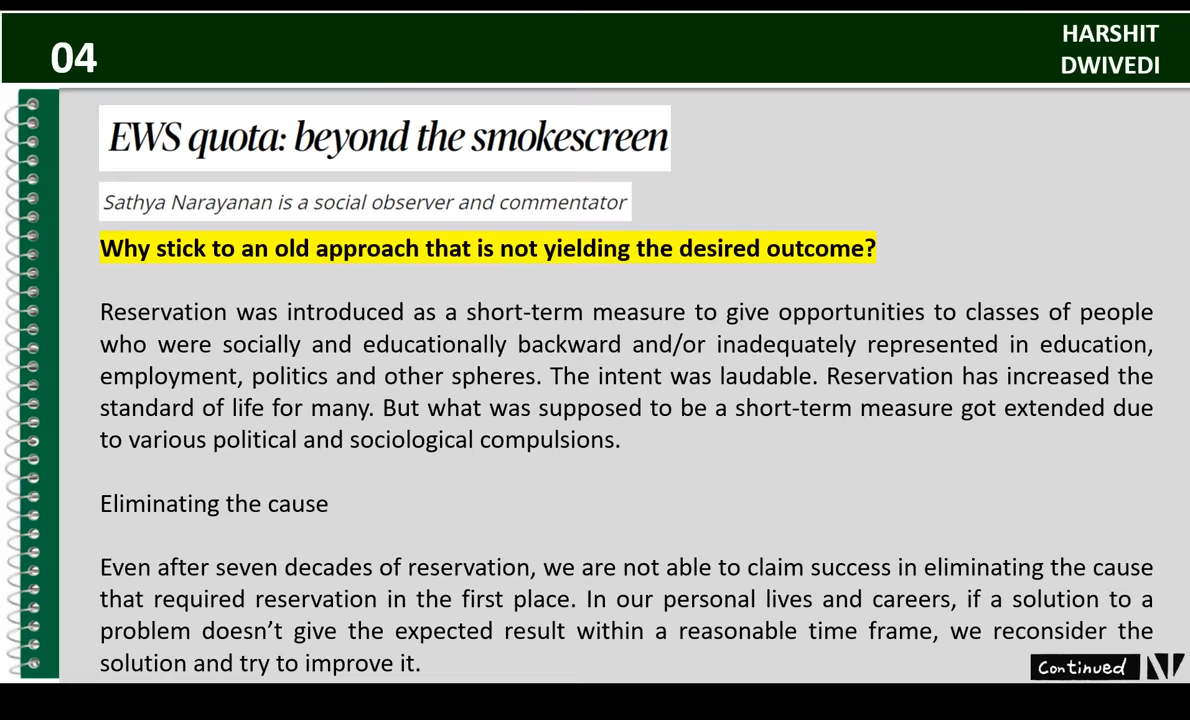 04
HARSHIT
DWIVEDI
EWS quota: beyond the smokescreen
Sathya Narayanan is a social observer and commentator
Why stick to an old approach that is not yielding the desired outcome?
Reservation was introduced as a short-term measure to give opportunities to classes of people
who were socially and educationally backward and/or inadequately represented in education,
employment, politics and other spheres. The intent was laudable. Reservation has increased the
standard of life for many. But what was supposed to be a short-term measure got extended due
to various political and sociological compulsions.
Eliminating the cause
Even after seven decades of reservation, we are not able to claim success in eliminating the cause
that required reservation in the first place. In our personal lives and careers, if a solution to a
problem doesn’t give the expected result within a reasonable time frame, we reconsider the
solution and try to improve it.
Continued